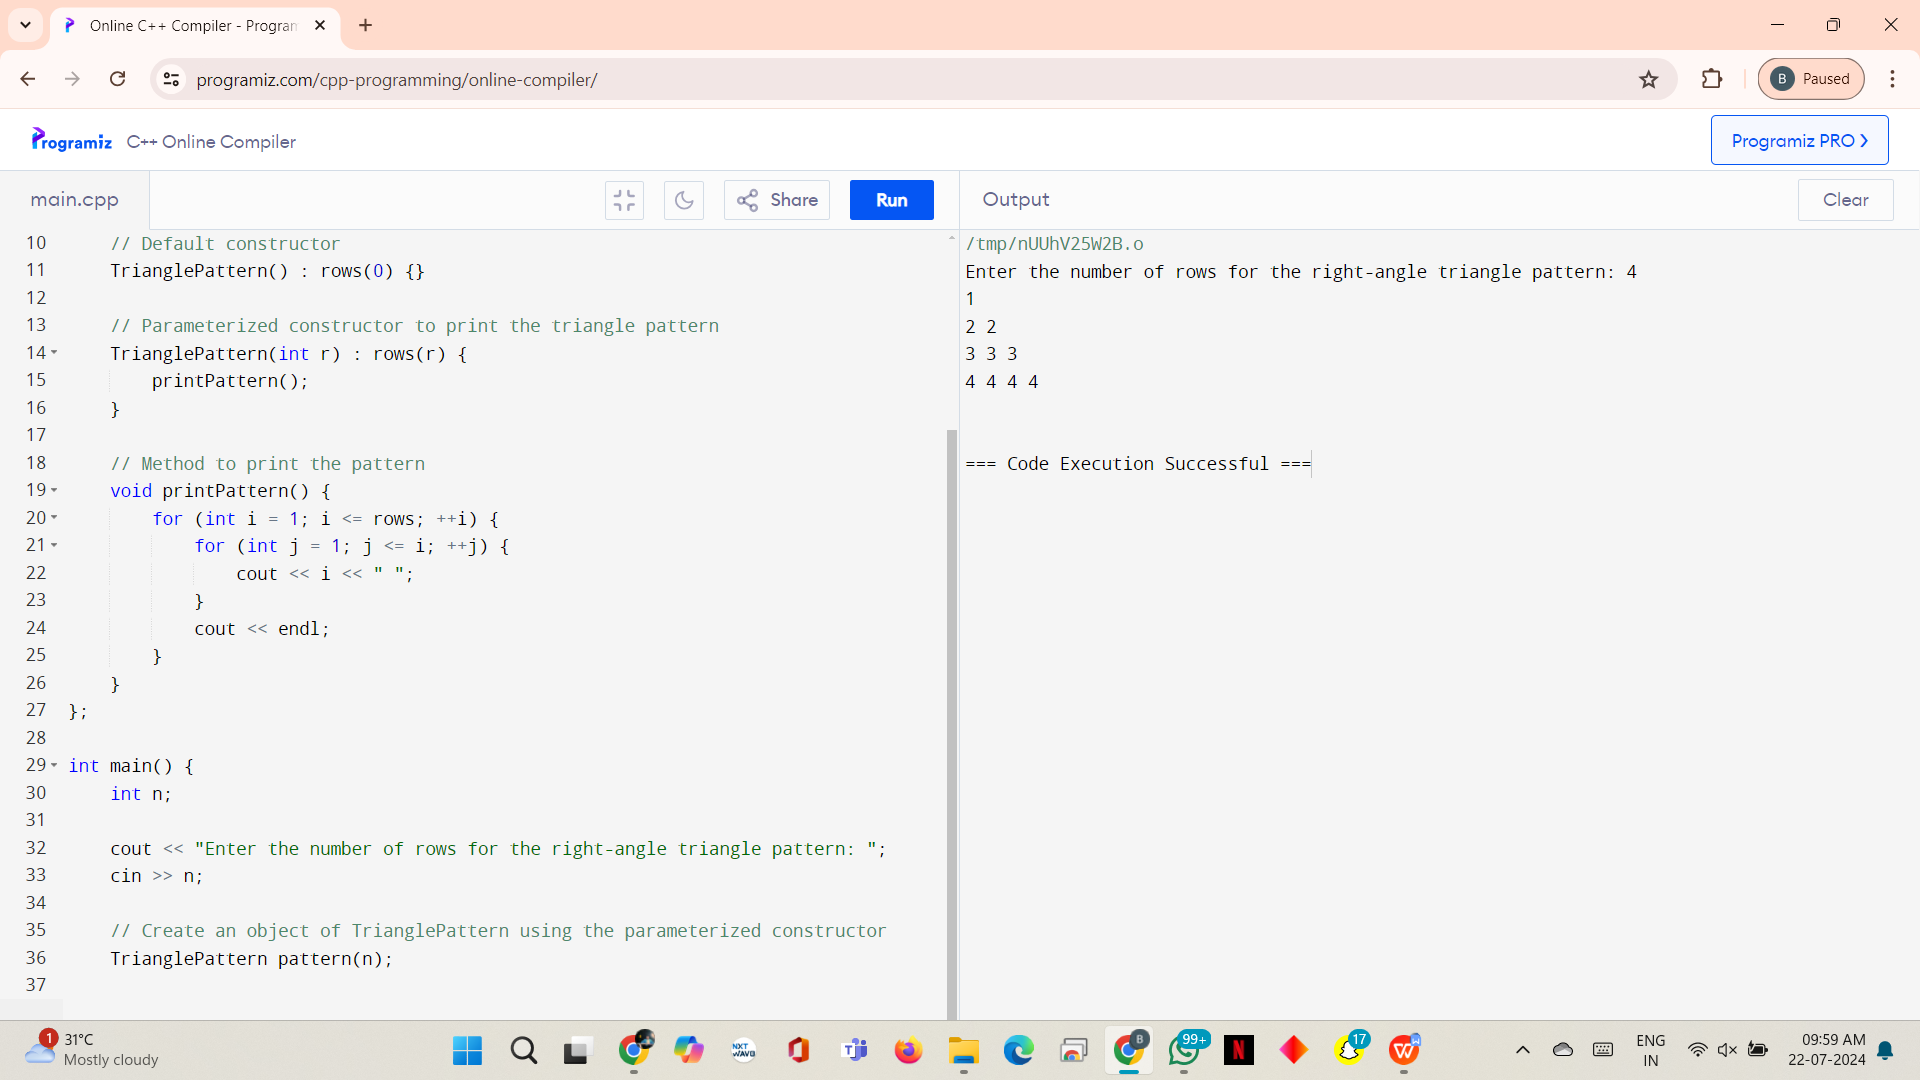 Online C++ Compiler - Program
programiz.com/cpp-programming/online-compiler/
B Paused
Programiz C++ Online Compiler
Programiz PRO >
main.cpp
Share
Run
Output
Clear
10 // Default constructor
11 TrianglePattern() : rows(0) {}
12
13 // Parameterized constructor to print the triangle pattern
14 TrianglePattern(int r) : rows(r) {
15 printPattern();
16 }
17
18 // Method to print the pattern
19 void printPattern() {
20 for (int i = 1; i <= rows; ++i) {
21 for (int j = 1; j <= i; ++j) {
22 cout << i << " ";
23 }
24 cout << endl;
25 }
26 }
27 };
28
29 int main() {
30 int n;
31
32 cout << "Enter the number of rows for the right-angle triangle pattern: ";
33 cin >> n;
34
35 // Create an object of TrianglePattern using the parameterized constructor
36 TrianglePattern pattern(n);
37
/tmp/nUUhV25W2B.o
Enter the number of rows for the right-angle triangle pattern: 4
1
2 2
3 3 3
4 4 4 4
=== Code Execution Successful ===
1
31°C
Mostly cloudy
NXT
WAVE
B
99+
N
17
W
ENG
IN
09:59 AM
22-07-2024